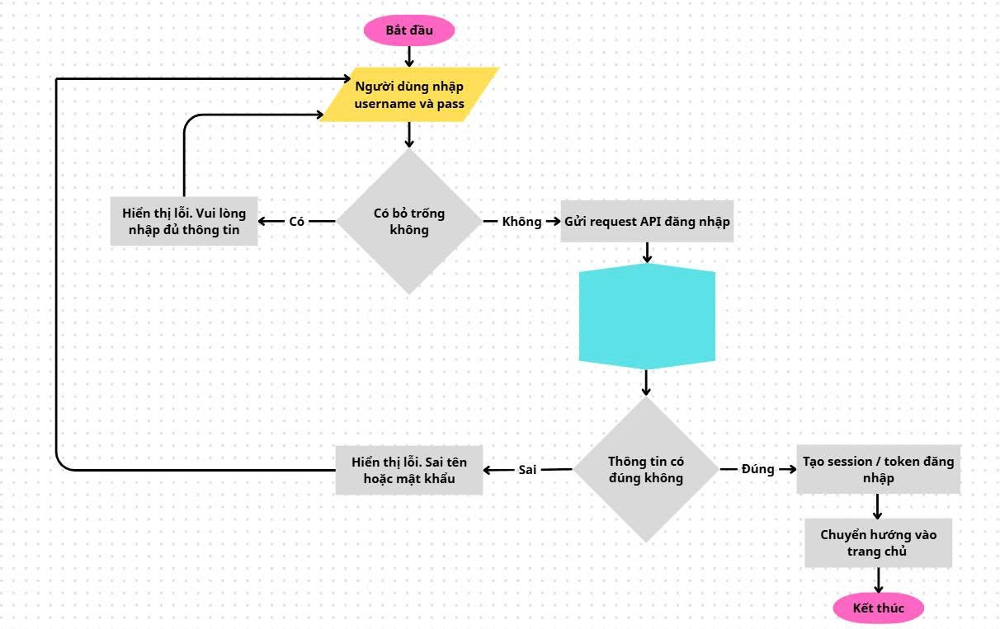 Bắt đầu
Người dùng nhập
username và pass
Hiển thị lỗi. Vui lòng
nhập đủ thông tin
Có
Có bỏ trống
không
Không
Gửi request API đăng nhập
Hiển thị lỗi. Sai tên
hoặc mật khẩu
Sai
Thông tin có
đúng không
Đúng
Tạo session / token đăng
nhập
Chuyển hướng vào
trang chủ
Kết thúc